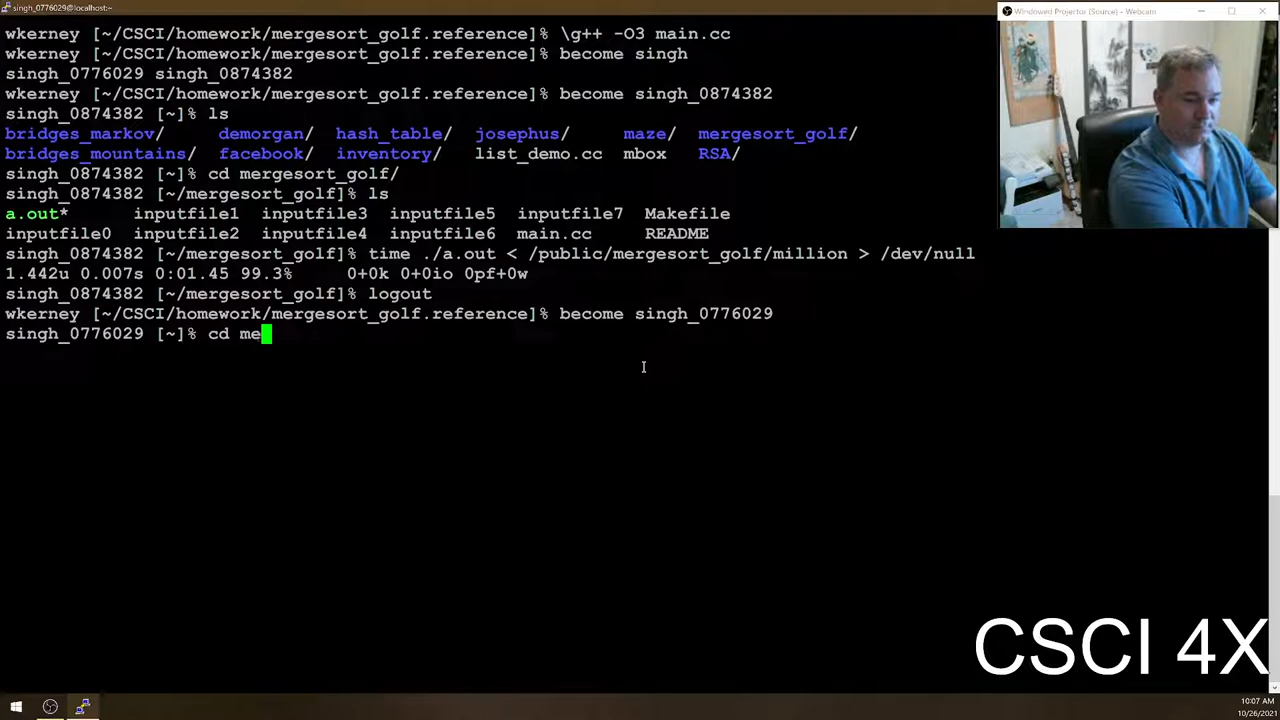 singh_0776029@localhost:~
Windowed Projector (Source) - Webcam
wkerney [~/CSCI/homework/mergesort_golf.reference]% \g++ -O3 main.cc
wkerney [~/CSCI/homework/mergesort_golf.reference]% become singh
singh_0776029 singh_0874382
wkerney [~/CSCI/homework/mergesort_golf.reference]% become singh_0874382
singh_0874382 [~]% ls
bridges_markov/ demorgan/ hash_table/ josephus/ maze/ mergesort_golf/
bridges_mountains/ facebook/ inventory/ list_demo.cc mbox RSA/
singh_0874382 [~]% cd mergesort_golf/
singh_0874382 [~/mergesort_golf]% ls
a.out* inputfile1 inputfile3 inputfile5 inputfile7 Makefile
inputfile0 inputfile2 inputfile4 inputfile6 main.cc README
singh_0874382 [~/mergesort_golf]% time ./a.out < /public/mergesort_golf/million > /dev/null
1.442u 0.007s 0:01.45 99.3% 0+0k 0+0io 0pf+0w
singh_0874382 [~/mergesort_golf]% logout
wkerney [~/CSCI/homework/mergesort_golf.reference]% become singh_0776029
singh_0776029 [~]% cd me
CSCI 4X
10:07 AM
10/26/2021